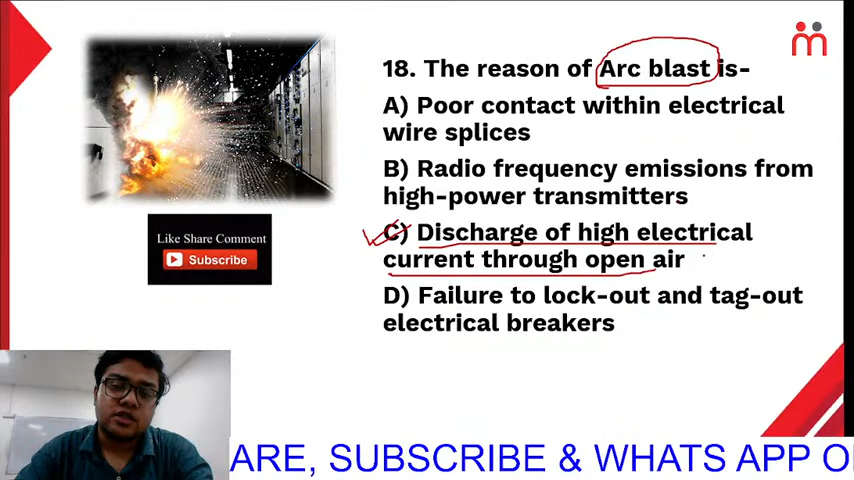 18. The reason of Arc blast is-
A) Poor contact within electrical
wire splices
B) Radio frequency emissions from
high-power transmitters
C) Discharge of high electrical
current through open air
D) Failure to lock-out and tag-out
electrical breakers
Like Share Comment
Subscribe
ARE, SUBSCRIBE & WHATS APP O